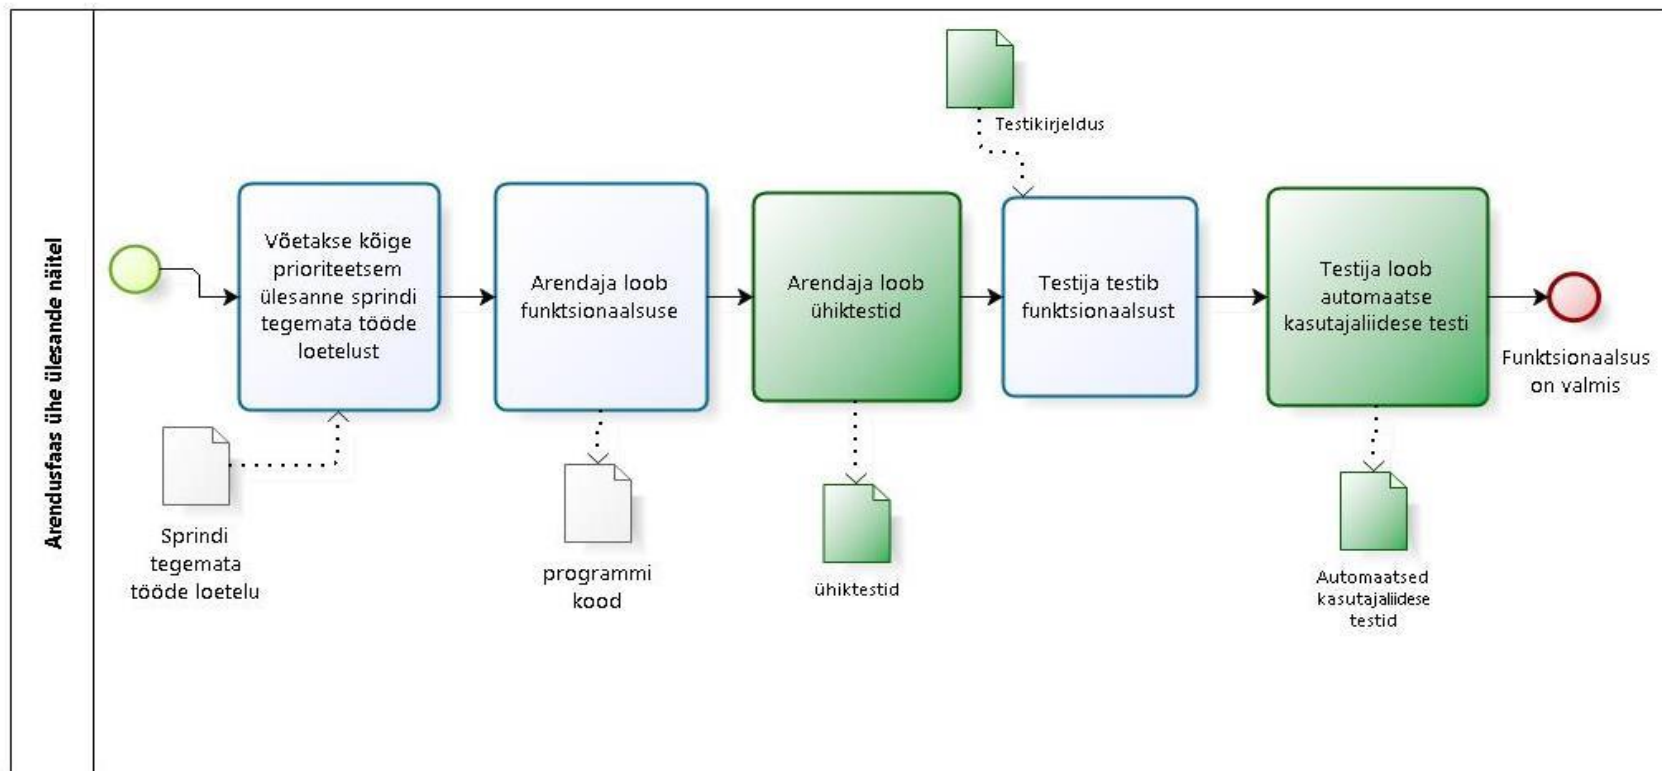 Arendusfaas ühe ülesande näitel
Testikirjeldus
Võetakse kõige
prioriteetsem
ülesanne sprindi
tegemata tööde
loetelust
Arendaja loob
funktsionaalsuse
Arendaja loob
ühiktestid
Testija testib
funktsionaalsust
Testija loob
automaatse
kasutajaliidese testi
Funktsionaalsus
on valmis
Sprindi
tegemata
tööde loetelu
programmi
kood
ühiktestid
Automaatsed
kasutajaliidese
testid